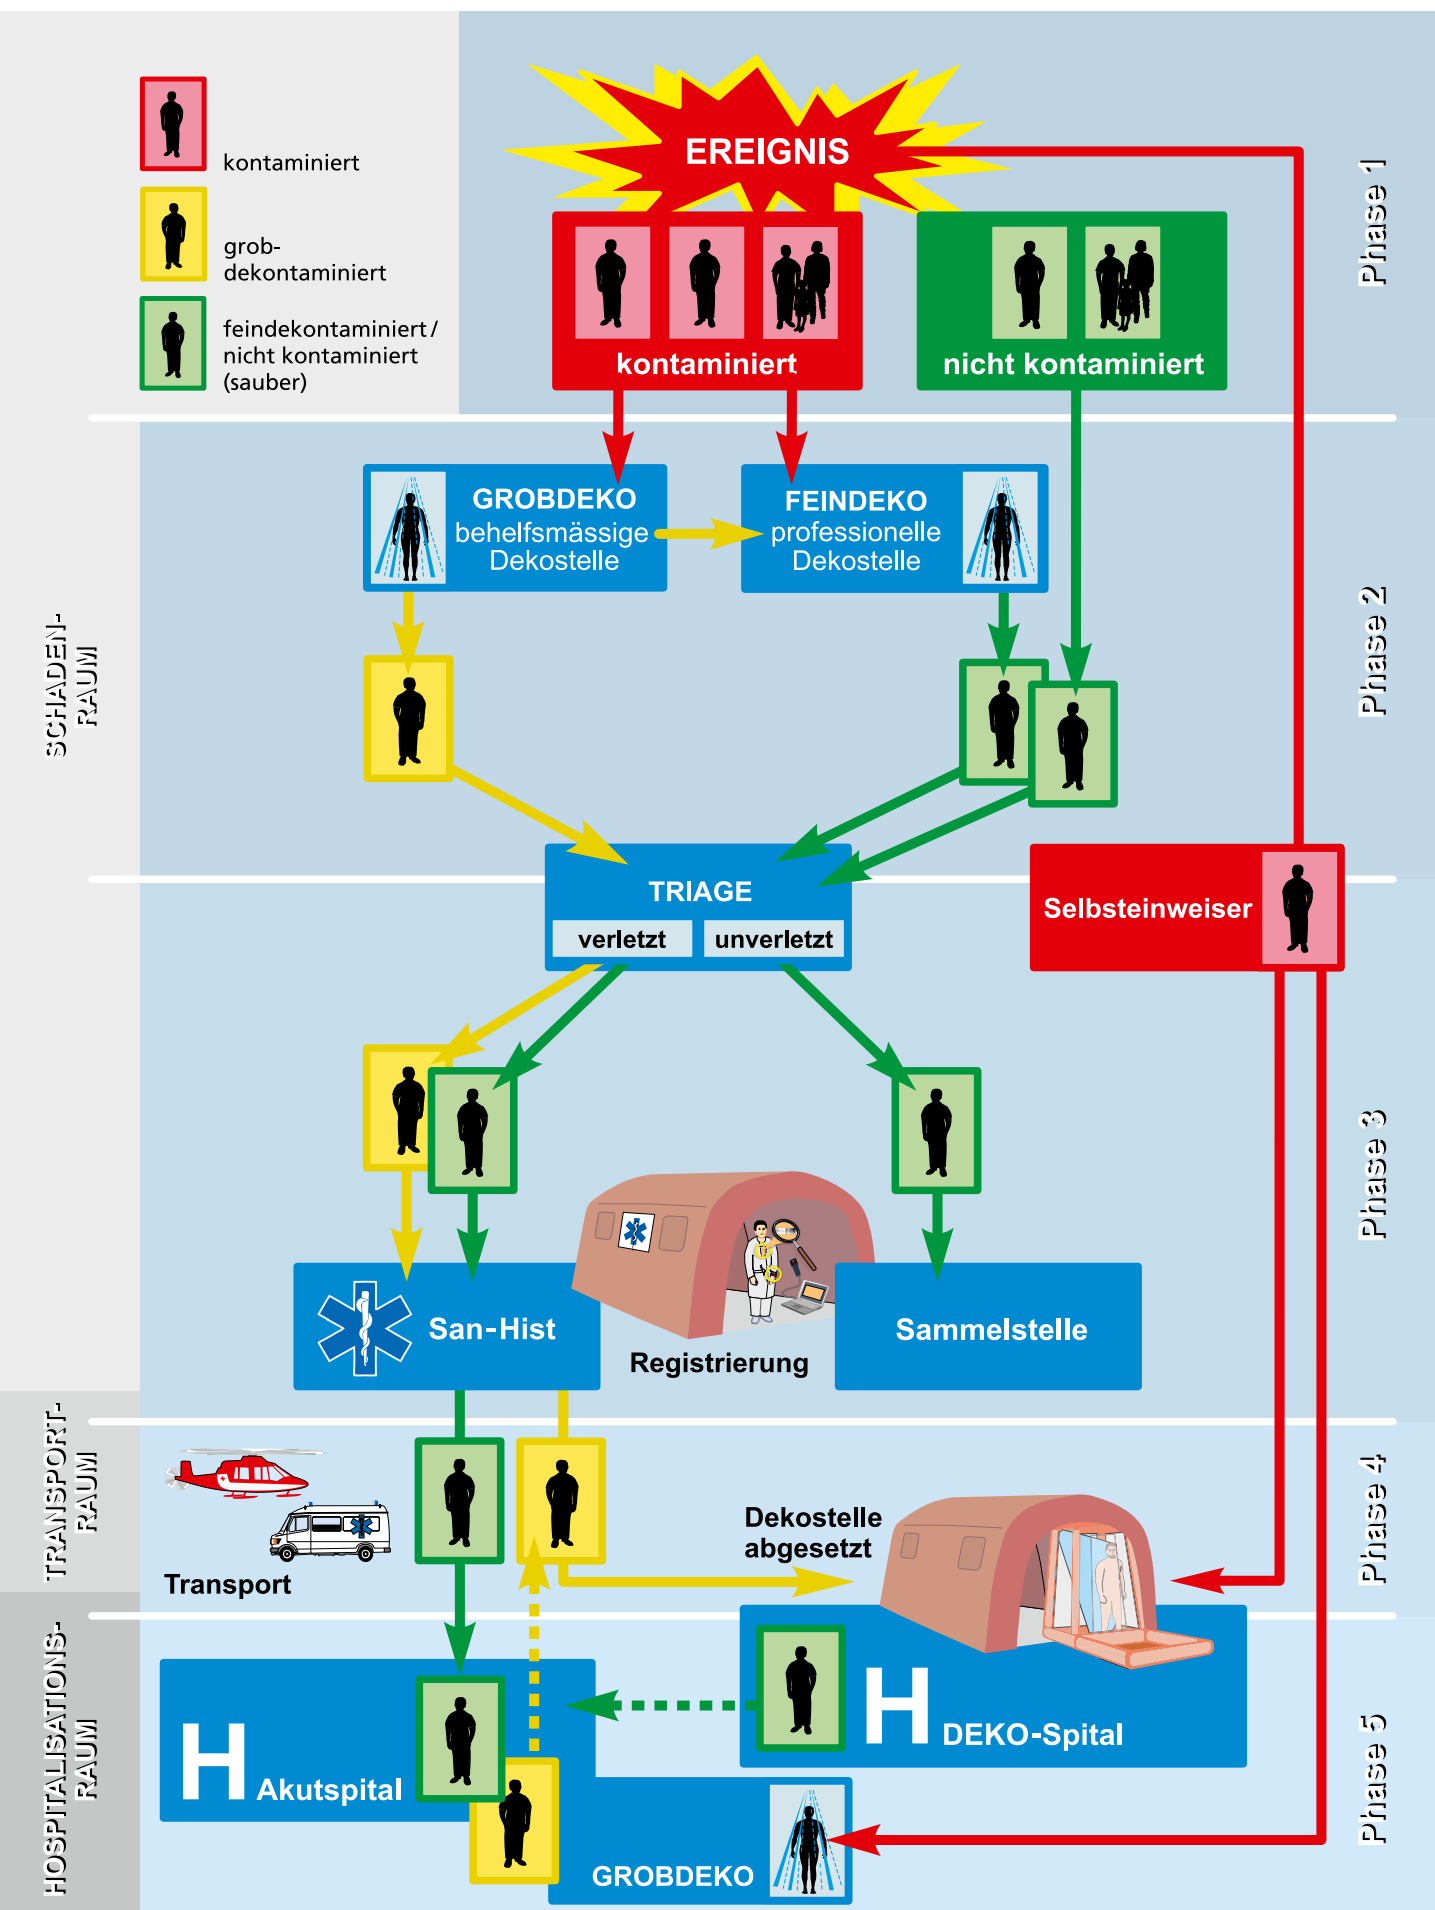 kontaminiert
grob-
dekontaminiert
feindekontaminiert/
nicht kontaminiert
(sauber)
EREIGNIS
kontaminiert
nicht kontaminiert
Phase 1
GROBDEKO
behelfsmässige
Dekostelle
FEINDEKO
professionelle
Dekostelle
SCHADEN-
RAUM
Phase 2
TRIAGE
verletzt
unverletzt
Selbsteinweiser
Phase 3
San-Hist
Registrierung
Sammelstelle
TRANSPORT-
RAUM
Transport
Dekostelle
abgesetzt
Phase 4
HOSPITALISATIONS-
RAUM
H Akutspital
H DEKO-Spital
GROBDEKO
Phase 5